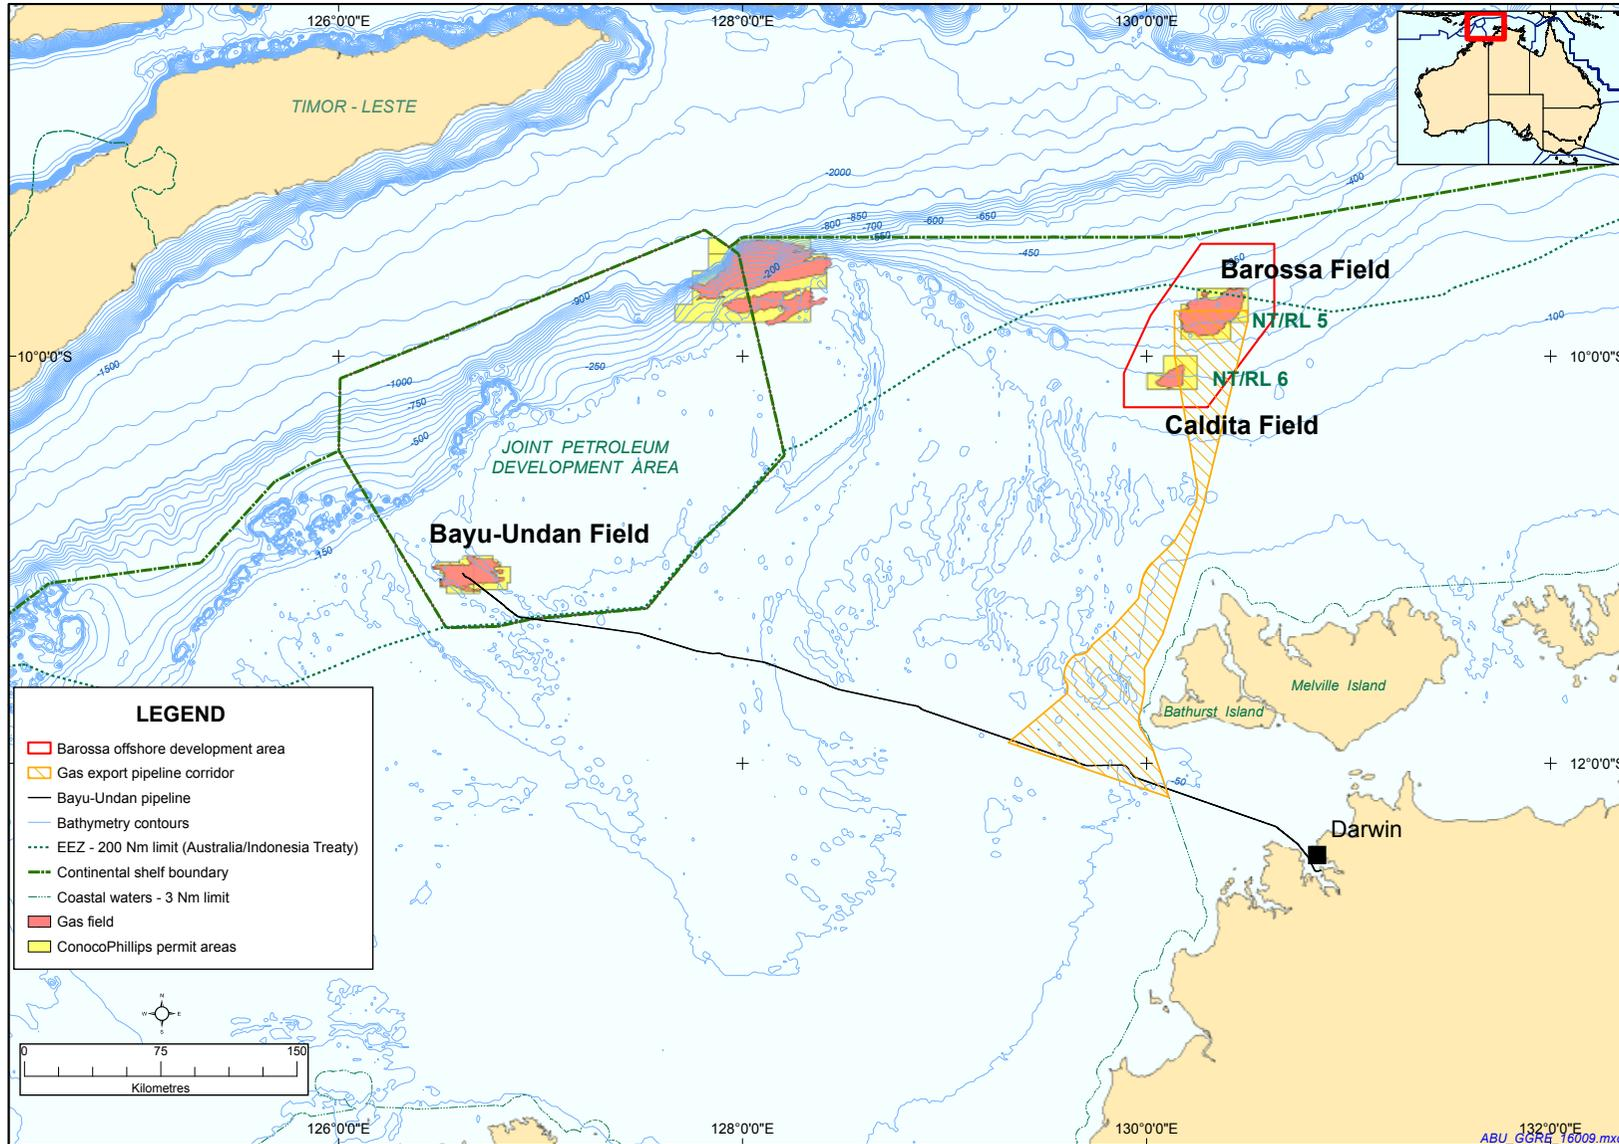 126°0'0"E
128°0'0"E
130°0'0"E
TIMOR - LESTE
-2000
-400
-850
-800
-700
-600
-650
-550
-450
-200
Barossa Field
-900
NT/RL 5
-100
10°0'0"S
10°0'0"S
-1500
-250
-1000
NT/RL 6
-750
Caldita Field
-500
JOINT PETROLEUM
DEVELOPMENT AREA
Bayu-Undan Field
-150
Melville Island
Bathurst Island
12°0'0"S
-50
Darwin
LEGEND
Barossa offshore development area
Gas export pipeline corridor
Bayu-Undan pipeline
Bathymetry contours
EEZ - 200 Nm limit (Australia/Indonesia Treaty)
Continental shelf boundary
Coastal waters - 3 Nm limit
Gas field
ConocoPhillips permit areas
N
W E
S
0 75 150
Kilometres
126°0'0"E
128°0'0"E
130°0'0"E
132°0'0"E